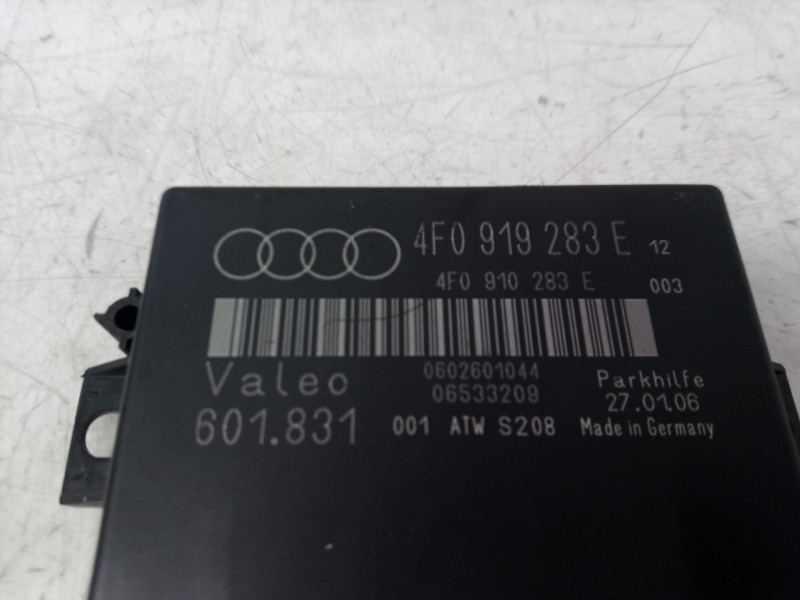 4F0 919 283 E 12
4F0 910 283 E 003
Valeo 0602601044 Parkhilfe
06533209 27.01.06
601.831 001 ATW S208 Made in Germany